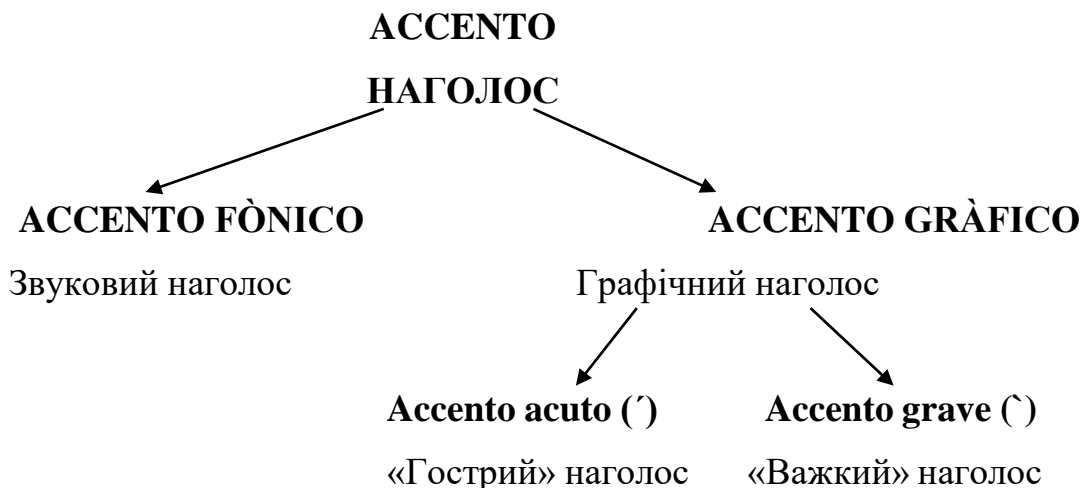 ACCENTO
НАГОЛОС
ACCENTO FÒNICO ACCENTO GRÀFICO
Звуковий наголос Графічний наголос
Accento acuto (´) Accento grave (`)
«Гострий» наголос «Важкий» наголос